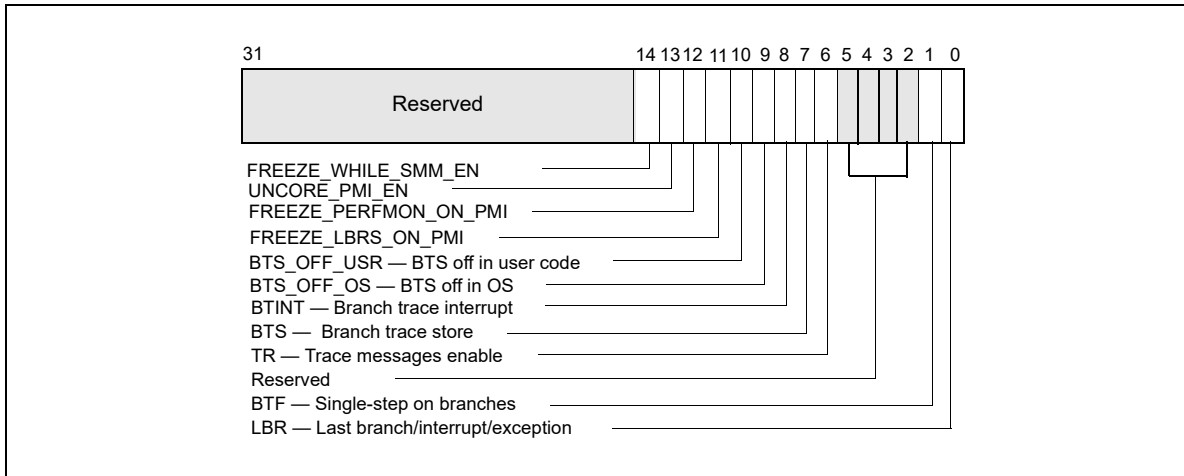 31 14 13 12 11 10 9 8 7 6 5 4 3 2 1 0
Reserved
FREEZE_WHILE_SMM_EN
UNCORE_PMI_EN
FREEZE_PERFMON_ON_PMI
FREEZE_LBRS_ON_PMI
BTS_OFF_USR — BTS off in user code
BTS_OFF_OS — BTS off in OS
BTINT — Branch trace interrupt
BTS — Branch trace store
TR — Trace messages enable
Reserved
BTF — Single-step on branches
LBR — Last branch/interrupt/exception